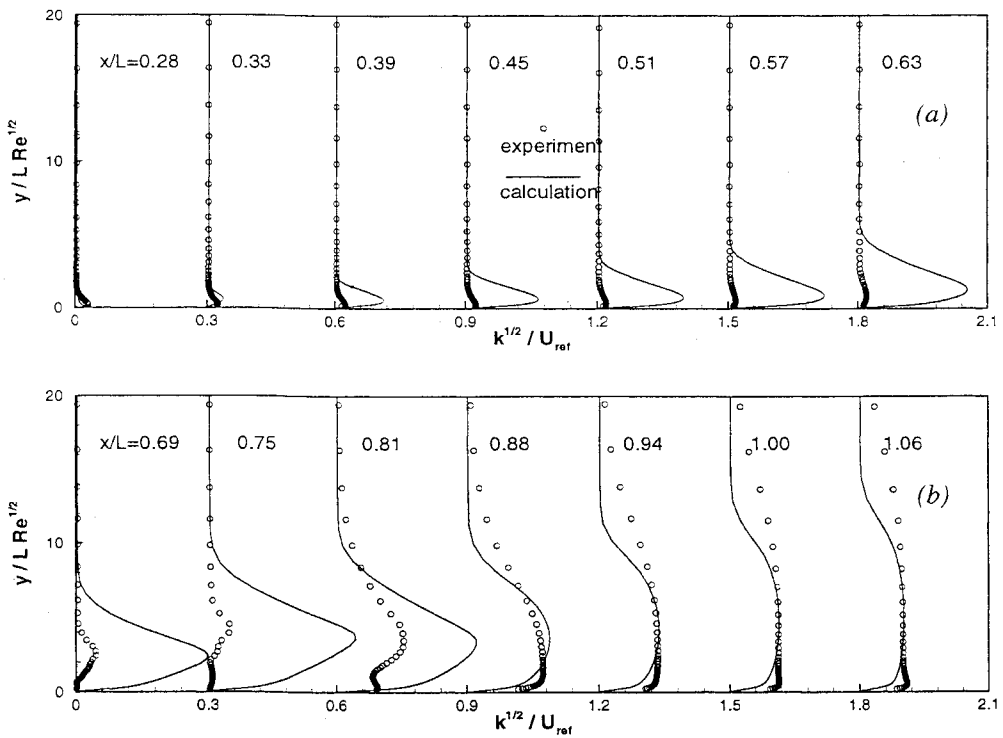 20
x/L=0.28 0.33 0.39 0.45 0.51 0.57 0.63
(a)
experiment
calculation
10
y / L Re^1/2
0
0 0.3 0.6 0.9 1.2 1.5 1.8 2.1
k^1/2 / U_ref
20
x/L=0.69 0.75 0.81 0.88 0.94 1.00 1.06
(b)
10
y / L Re^1/2
0
0 0.3 0.6 0.9 1.2 1.5 1.8 2.1
k^1/2 / U_ref